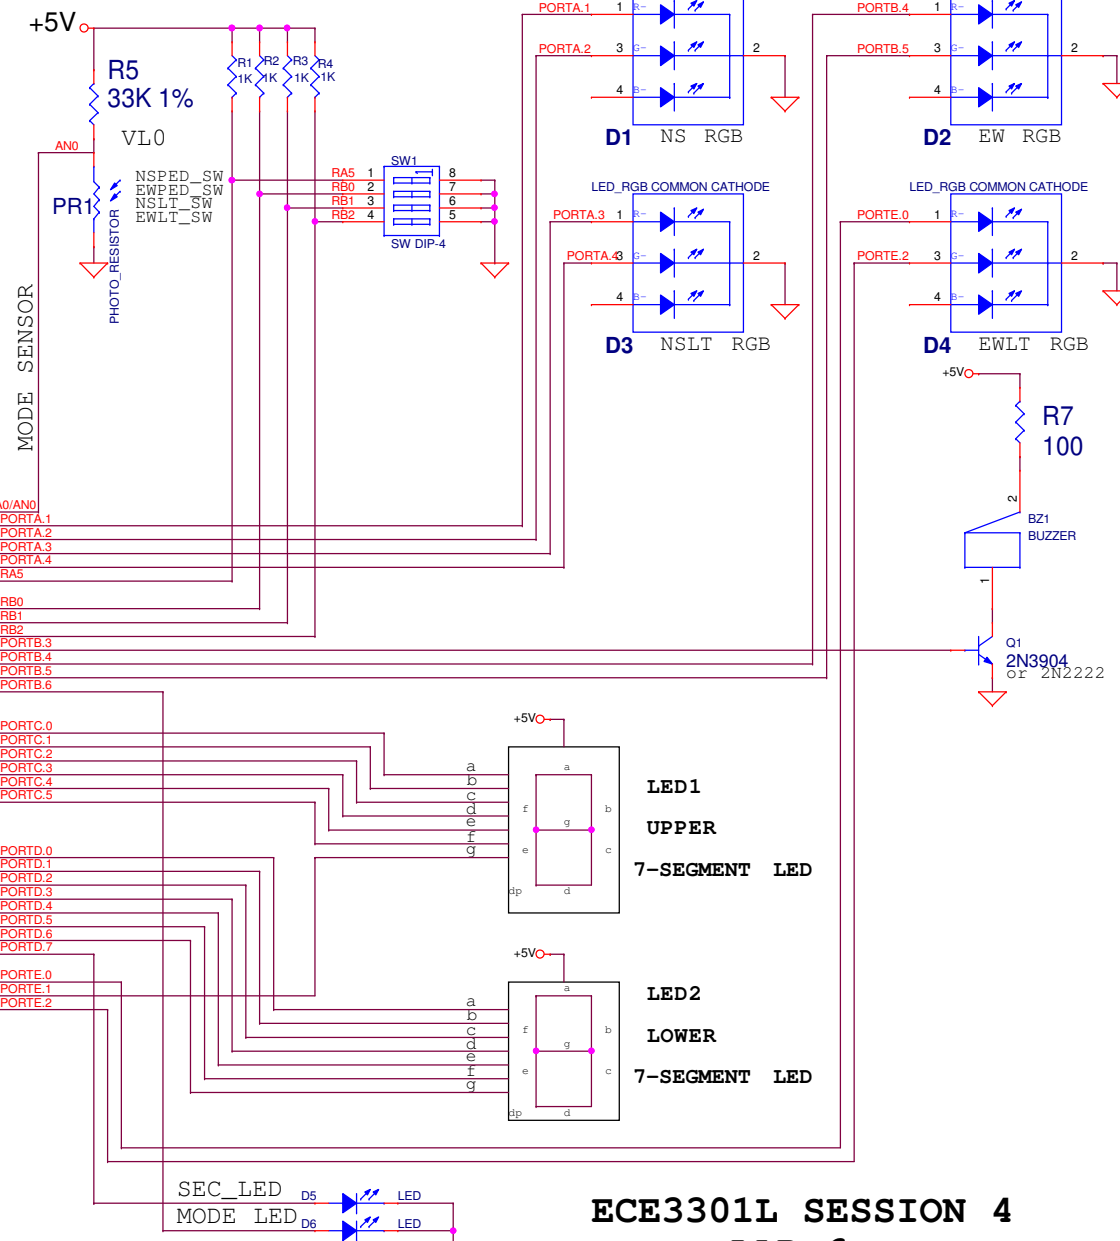 +5V
R5
33K 1%
VL0
AN0
PR1
PHOTO_RESISTOR
MODE SENSOR
R1
1K
R2
1K
R3
1K
R4
1K
NSPED_SW
EWPED_SW
NSLT_SW
EWLT_SW
SW1
RA5 1 8
RB0 2 7
RB1 3 6
RB2 4 5
SW DIP-4
PORTA.1 1 R-
PORTA.2 3 G- 2
4 B-
D1 NS RGB
PORTB.4 1 R-
PORTB.5 3 G- 2
4 B-
D2 EW RGB
LED_RGB COMMON CATHODE
PORTA.3 1 R-
PORTA.4 3 G- 2
4 B-
D3 NSLT RGB
LED_RGB COMMON CATHODE
PORTE.0 1 R-
PORTE.2 3 G- 2
4 B-
D4 EWLT RGB
+5V
R7
100
2
BZ1
BUZZER
1
Q1
2N3904
or 2N2222
A0/AN0
PORTA.1
PORTA.2
PORTA.3
PORTA.4
RA5
RB0
RB1
RB2
PORTB.3
PORTB.4
PORTB.5
PORTB.6
PORTC.0
PORTC.1
PORTC.2
PORTC.3
PORTC.4
PORTC.5
PORTD.0
PORTD.1
PORTD.2
PORTD.3
PORTD.4
PORTD.5
PORTD.6
PORTD.7
PORTE.0
PORTE.1
PORTE.2
+5V
a
b
c
d
e
f
g
a
f b
g
e c
dp d
LED1
UPPER
7-SEGMENT LED
+5V
a
b
c
d
e
f
g
a
f b
g
e c
dp d
LED2
LOWER
7-SEGMENT LED
SEC_LED D5 LED
MODE LED D6 LED
ECE3301L SESSION 4